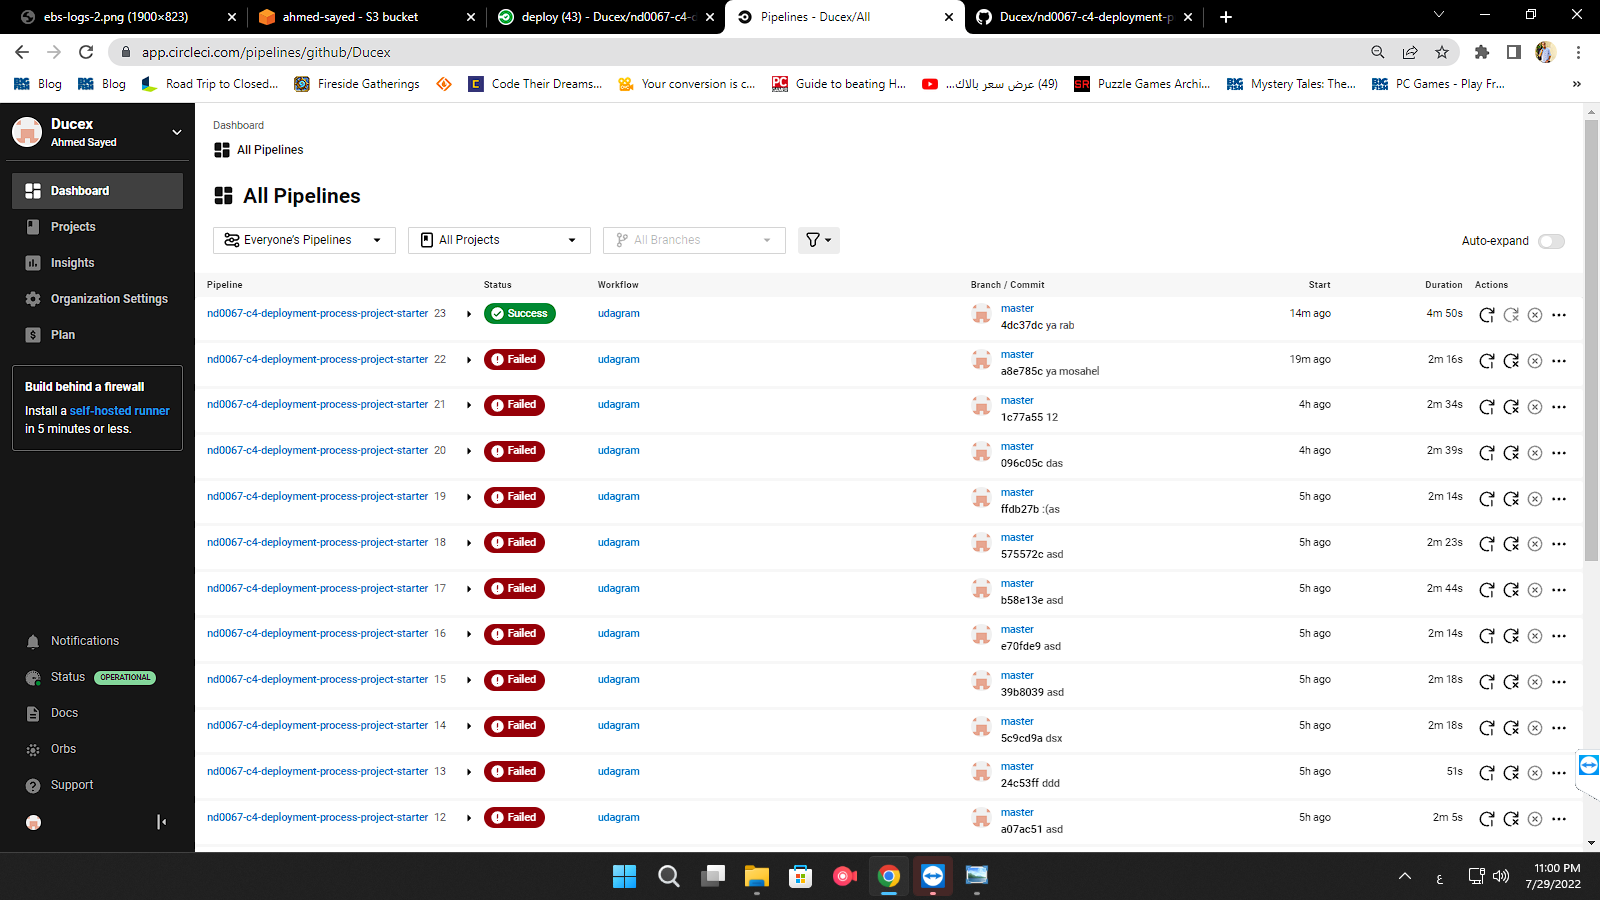 ebs-logs-2.png (1900×823)
ahmed-sayed - S3 bucket
deploy (43) - Ducex/nd0067-c4-d
Pipelines - Ducex/All
Ducex/nd0067-c4-deployment-p
app.circleci.com/pipelines/github/Ducex
Blog
Blog
Road Trip to Closed...
Fireside Gatherings
Code Their Dreams...
Your conversion is c...
Guide to beating H...
(49) عرض سعر بالاك...
Puzzle Games Archi...
Mystery Tales: The...
PC Games - Play Fr...
Ducex
Ahmed Sayed
Dashboard
Projects
Insights
Organization Settings
Plan
Build behind a firewall
Install a self-hosted runner
in 5 minutes or less.
Notifications
Status OPERATIONAL
Docs
Orbs
Support
Dashboard
All Pipelines
All Pipelines
Everyone's Pipelines
All Projects
All Branches
Auto-expand
Pipeline Status Workflow Branch / Commit Start Duration Actions
nd0067-c4-deployment-process-project-starter 23 Success udagram master 14m ago 4m 50s
4dc37dc ya rab
nd0067-c4-deployment-process-project-starter 22 Failed udagram master 19m ago 2m 16s
a8e785c ya mosahel
nd0067-c4-deployment-process-project-starter 21 Failed udagram master 4h ago 2m 34s
1c77a55 12
nd0067-c4-deployment-process-project-starter 20 Failed udagram master 4h ago 2m 39s
096c05c das
nd0067-c4-deployment-process-project-starter 19 Failed udagram master 5h ago 2m 14s
ffdb27b :(as
nd0067-c4-deployment-process-project-starter 18 Failed udagram master 5h ago 2m 23s
575572c asd
nd0067-c4-deployment-process-project-starter 17 Failed udagram master 5h ago 2m 44s
b58e13e asd
nd0067-c4-deployment-process-project-starter 16 Failed udagram master 5h ago 2m 14s
e70fde9 asd
nd0067-c4-deployment-process-project-starter 15 Failed udagram master 5h ago 2m 18s
39b8039 asd
nd0067-c4-deployment-process-project-starter 14 Failed udagram master 5h ago 2m 18s
5c9cd9a dsx
nd0067-c4-deployment-process-project-starter 13 Failed udagram master 5h ago 51s
24c53ff ddd
nd0067-c4-deployment-process-project-starter 12 Failed udagram master 5h ago 2m 5s
a07ac51 asd
ع
11:00 PM
7/29/2022